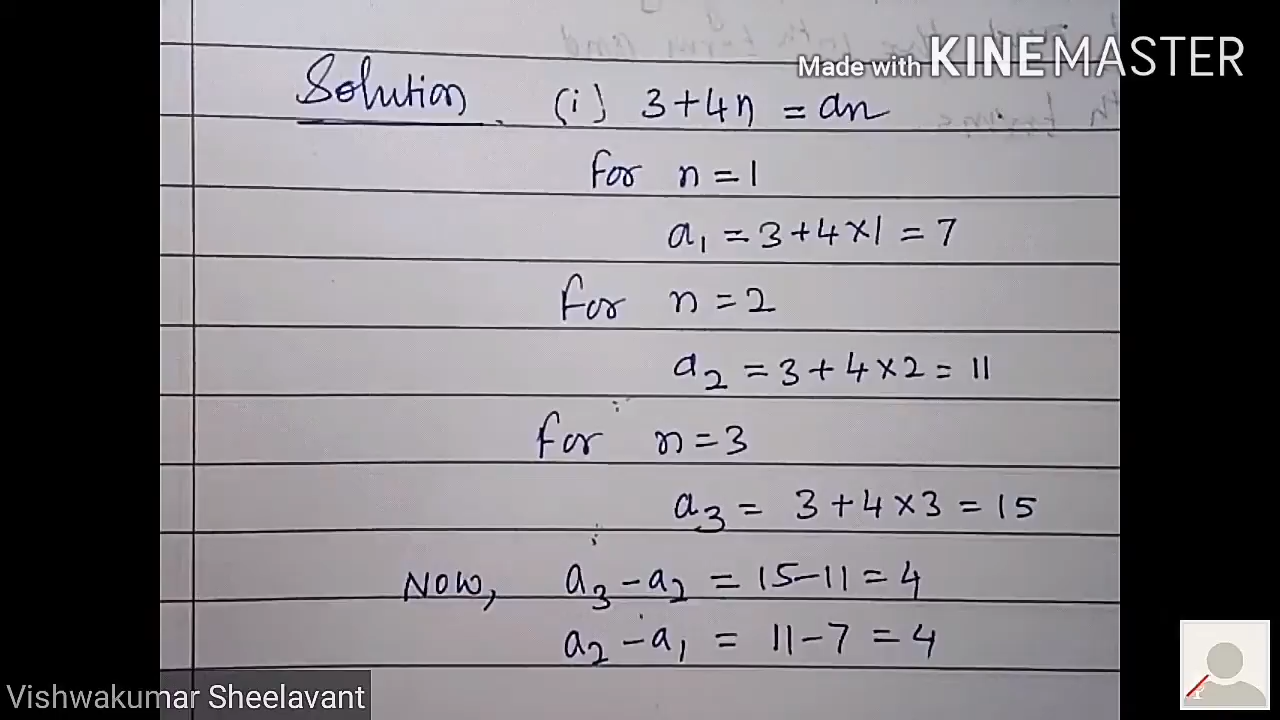 Made with KINEMASTER
Solution. (i) 3+4n = an
for n = 1
a₁ = 3+4×1 = 7
for n = 2
a₂ = 3+4×2 = 11
for n = 3
a₃ = 3+4×3 = 15
Now, a₃-a₂ = 15-11 = 4
a₂-a₁ = 11-7 = 4
Vishwakumar Sheelavant